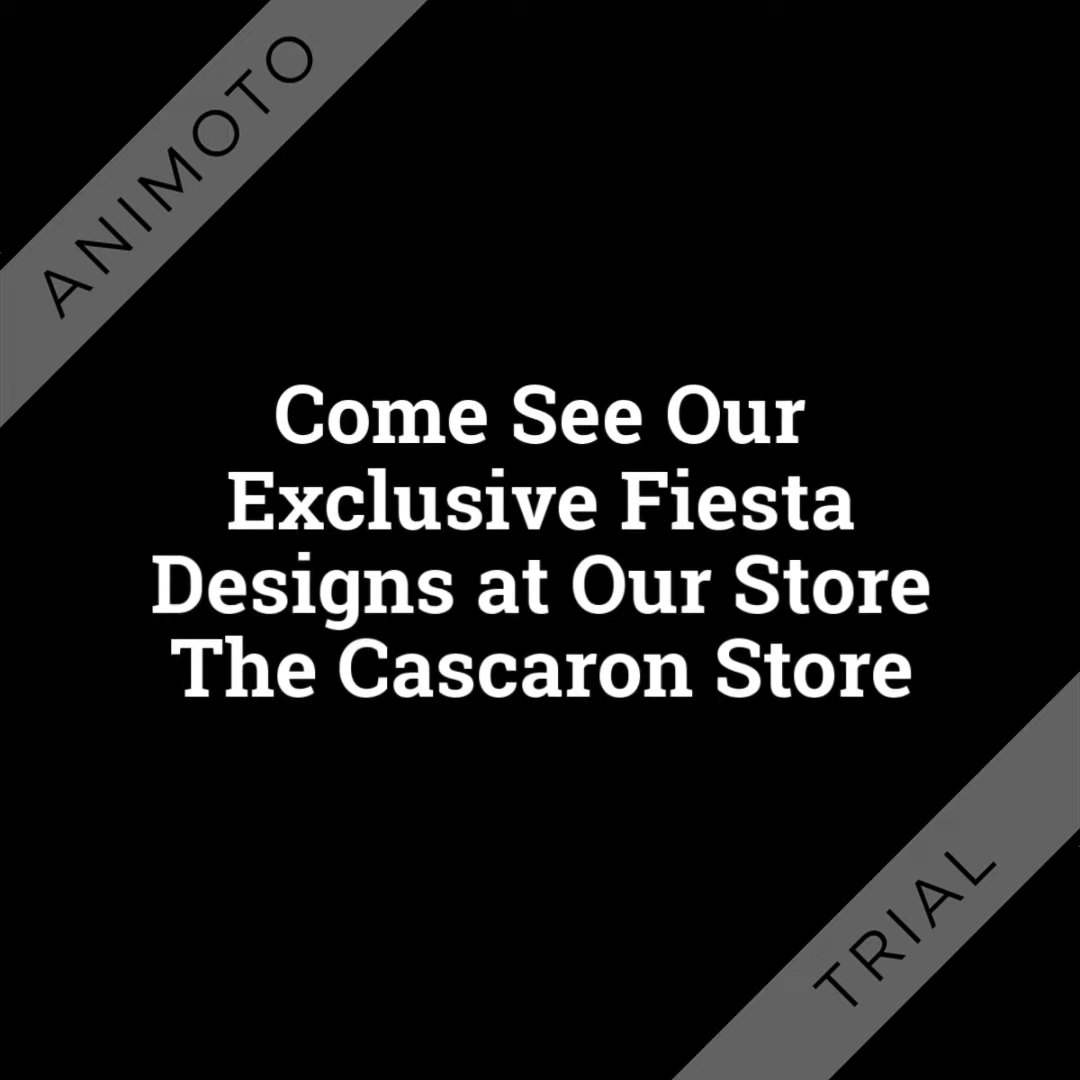 ANIMOTO
Come See Our
Exclusive Fiesta
Designs at Our Store
The Cascaron Store
TRIAL